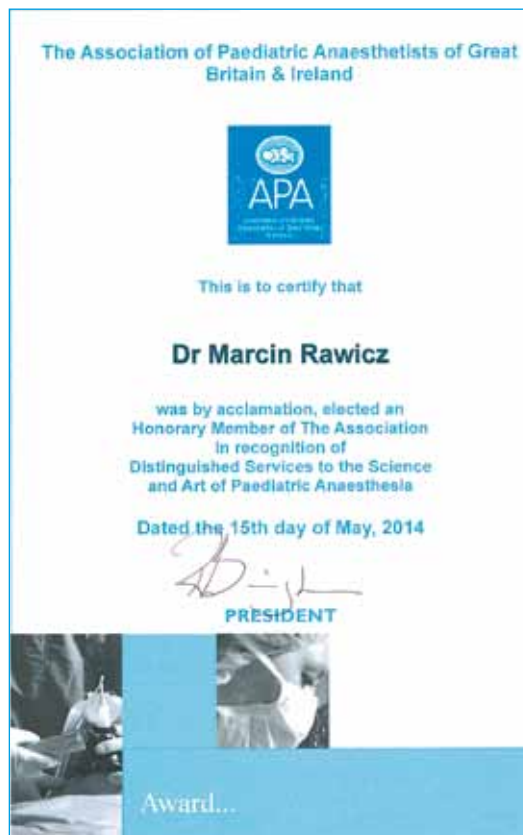 The Association of Paediatric Anaesthetists of Great
Britain & Ireland
APA
This is to certify that
Dr Marcin Rawicz
was by acclamation, elected an
Honorary Member of The Association
in recognition of
Distinguished Services to the Science
and Art of Paediatric Anaesthesia
Dated the 15th day of May, 2014
PRESIDENT
Award...